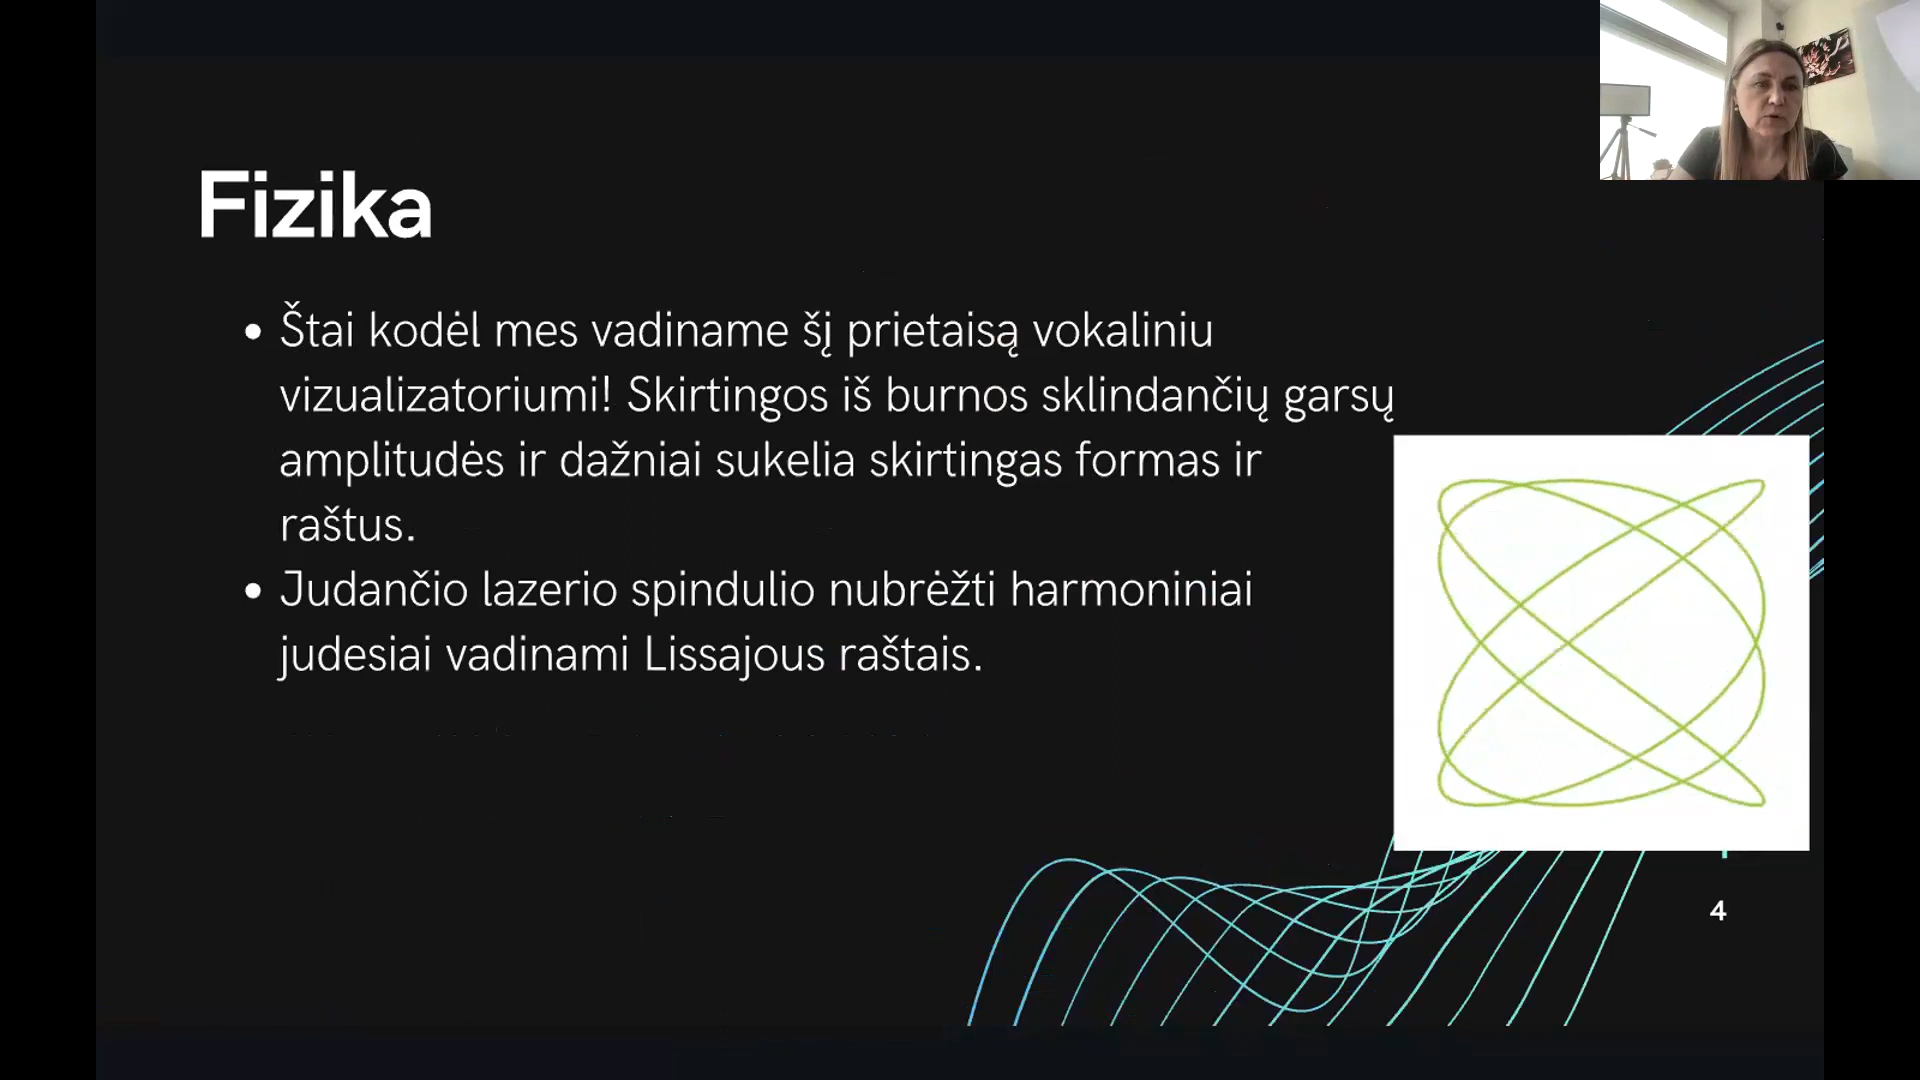 Fizika
• Štai kodėl mes vadiname šį prietaisą vokaliniu
vizualizatoriumi! Skirtingos iš burnos sklindančių garsų
amplitudės ir dažniai sukelia skirtingas formas ir
raštus.
• Judančio lazerio spindulio nubrėžti harmoniniai
judesiai vadinami Lissajous raštais.
4